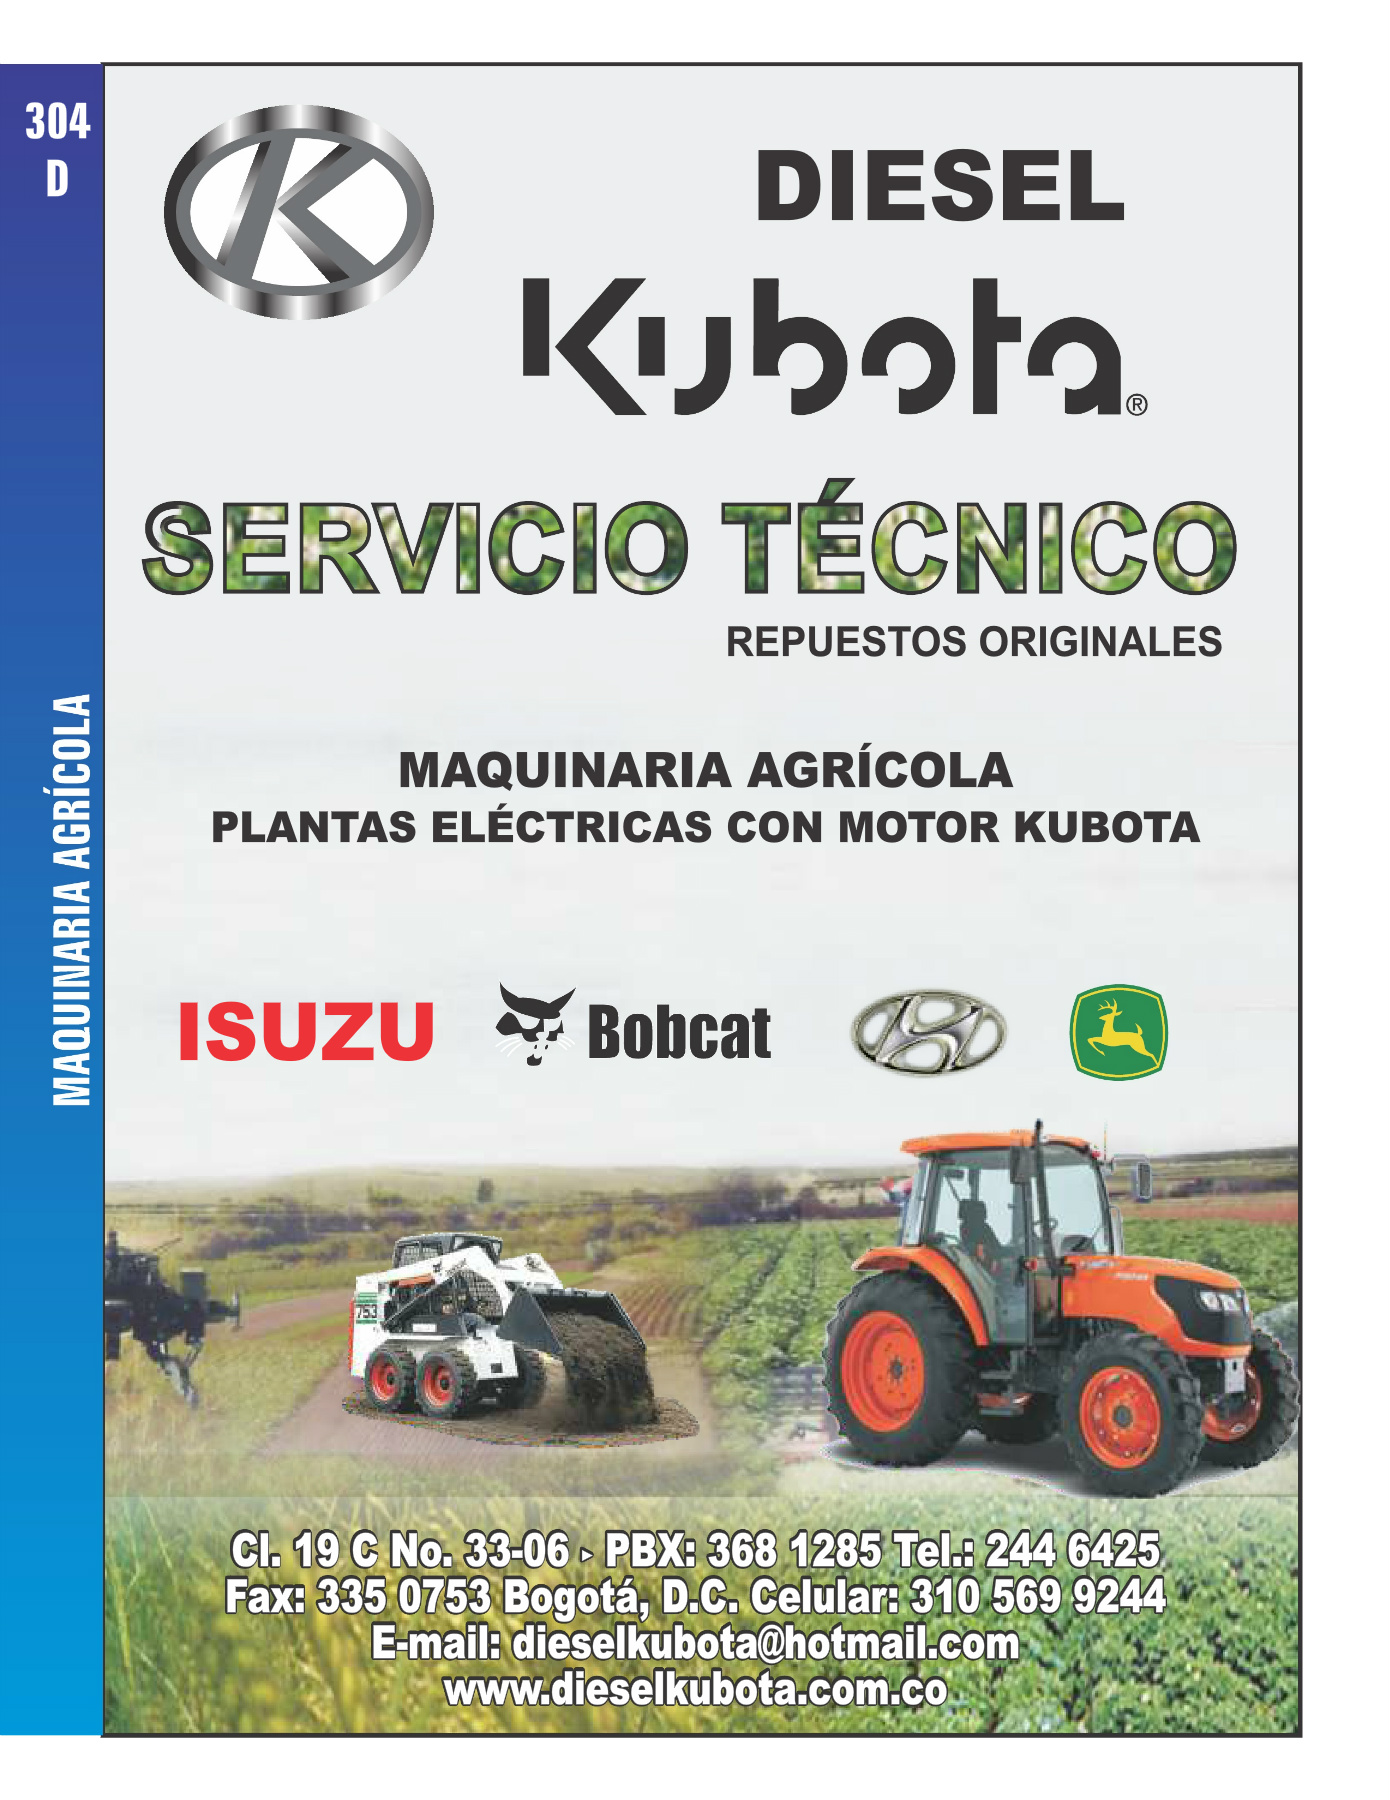 304
D
MAQUINARIA AGRÍCOLA
DIESEL
Kubota®
SERVICIO TÉCNICO
REPUESTOS ORIGINALES
MAQUINARIA AGRÍCOLA
PLANTAS ELÉCTRICAS CON MOTOR KUBOTA
ISUZU
Bobcat
753
Cl. 19 C No. 33-06 ▸ PBX: 368 1285 Tel.: 244 6425
Fax: 335 0753 Bogotá, D.C. Celular: 310 569 9244
E-mail: dieselkubota@hotmail.com
www.dieselkubota.com.co